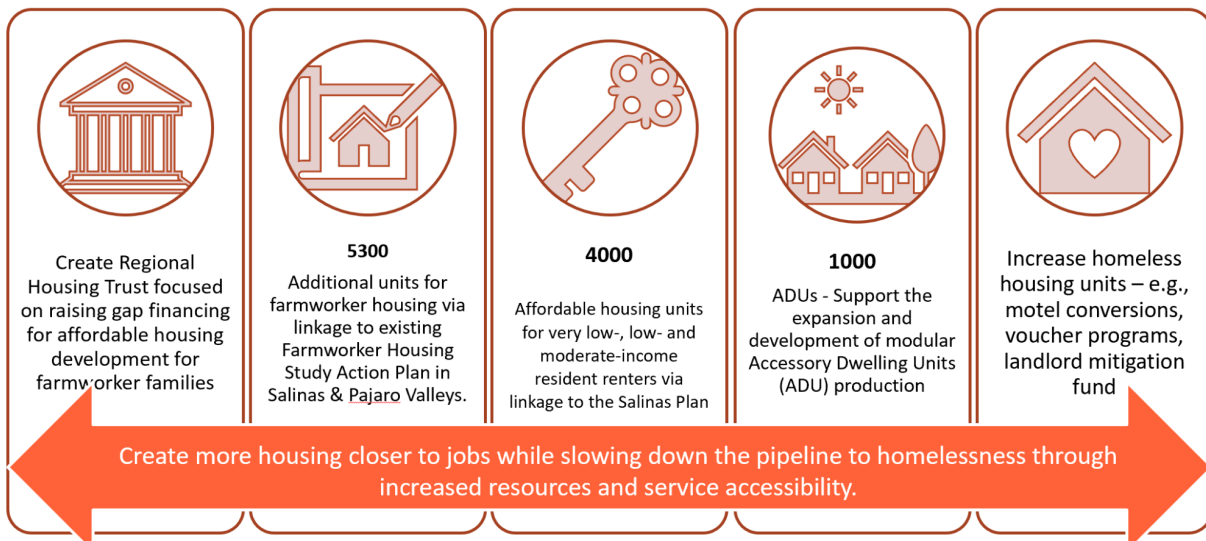 Create Regional
Housing Trust focused
on raising gap financing
for affordable housing
development for
farmworker families
5300
Additional units for
farmworker housing via
linkage to existing
Farmworker Housing
Study Action Plan in
Salinas & Pajaro Valleys.
4000
Affordable housing units
for very low-, low- and
moderate-income
resident renters via
linkage to the Salinas Plan
1000
ADUs - Support the
expansion and
development of modular
Accessory Dwelling Units
(ADU) production
Increase homeless
housing units – e.g.,
motel conversions,
voucher programs,
landlord mitigation
fund
Create more housing closer to jobs while slowing down the pipeline to homelessness through
increased resources and service accessibility.